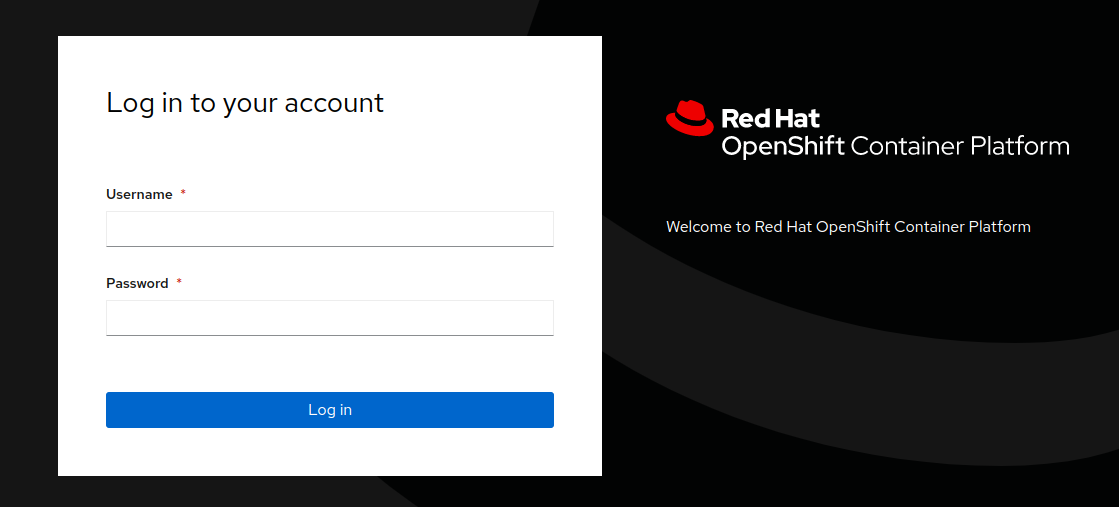 Log in to your account
Username *
Password *
Log in
Red Hat
OpenShift Container Platform
Welcome to Red Hat OpenShift Container Platform